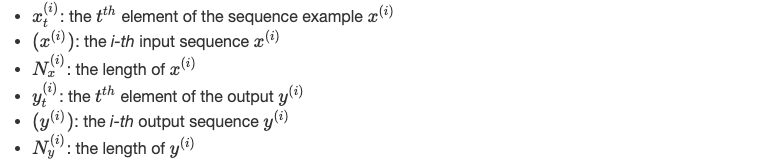 • $x_t^{(i)}$: the $t^{th}$ element of the sequence example $x^{(i)}$
• $(x^{(i)})$: the i-th input sequence $x^{(i)}$
• $N_x^{(i)}$: the length of $x^{(i)}$
• $y_t^{(i)}$: the $t^{th}$ element of the output $y^{(i)}$
• $(y^{(i)})$: the i-th output sequence $y^{(i)}$
• $N_y^{(i)}$: the length of $y^{(i)}$